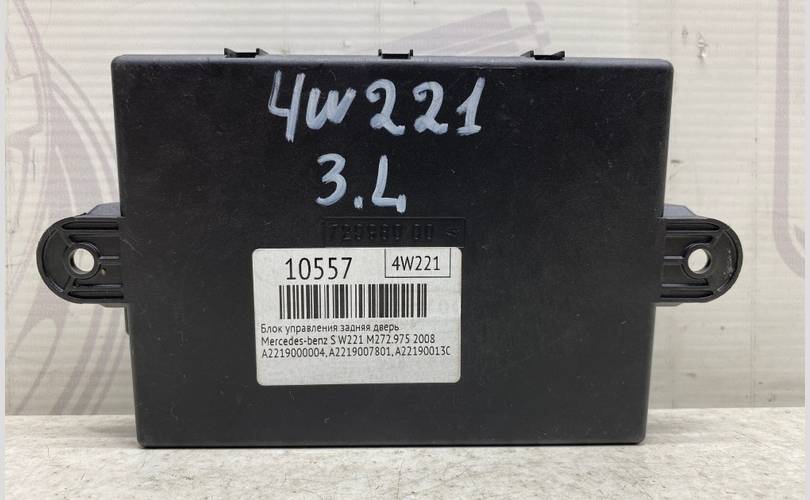 4W221
3.L
10557 4W221
Блок управления задняя дверь
Mercedes-benz S W221 M272.975 2008
A2219000004, A2219007801, A22190013C